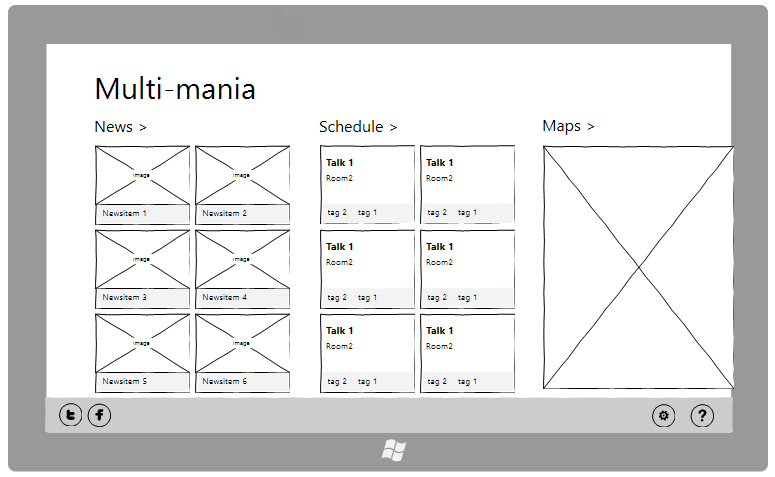 Multi-mania
News >
image
image
Newsitem 1
Newsitem 2
image
image
Newsitem 3
Newsitem 4
image
image
Newsitem 5
Newsitem 6
Schedule >
Talk 1
Room2
tag 2 tag 1
Talk 1
Room2
tag 2 tag 1
Talk 1
Room2
tag 2 tag 1
Talk 1
Room2
tag 2 tag 1
Talk 1
Room2
tag 2 tag 1
Talk 1
Room2
tag 2 tag 1
Maps >